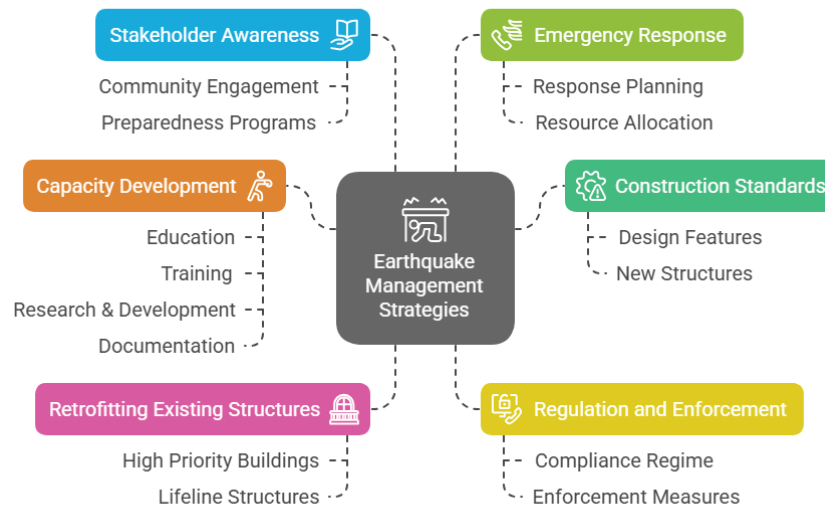 Stakeholder Awareness
Community Engagement
Preparedness Programs
Emergency Response
Response Planning
Resource Allocation
Capacity Development
Education
Training
Research & Development
Documentation
Earthquake
Management
Strategies
Construction Standards
Design Features
New Structures
Retrofitting Existing Structures
High Priority Buildings
Lifeline Structures
Regulation and Enforcement
Compliance Regime
Enforcement Measures